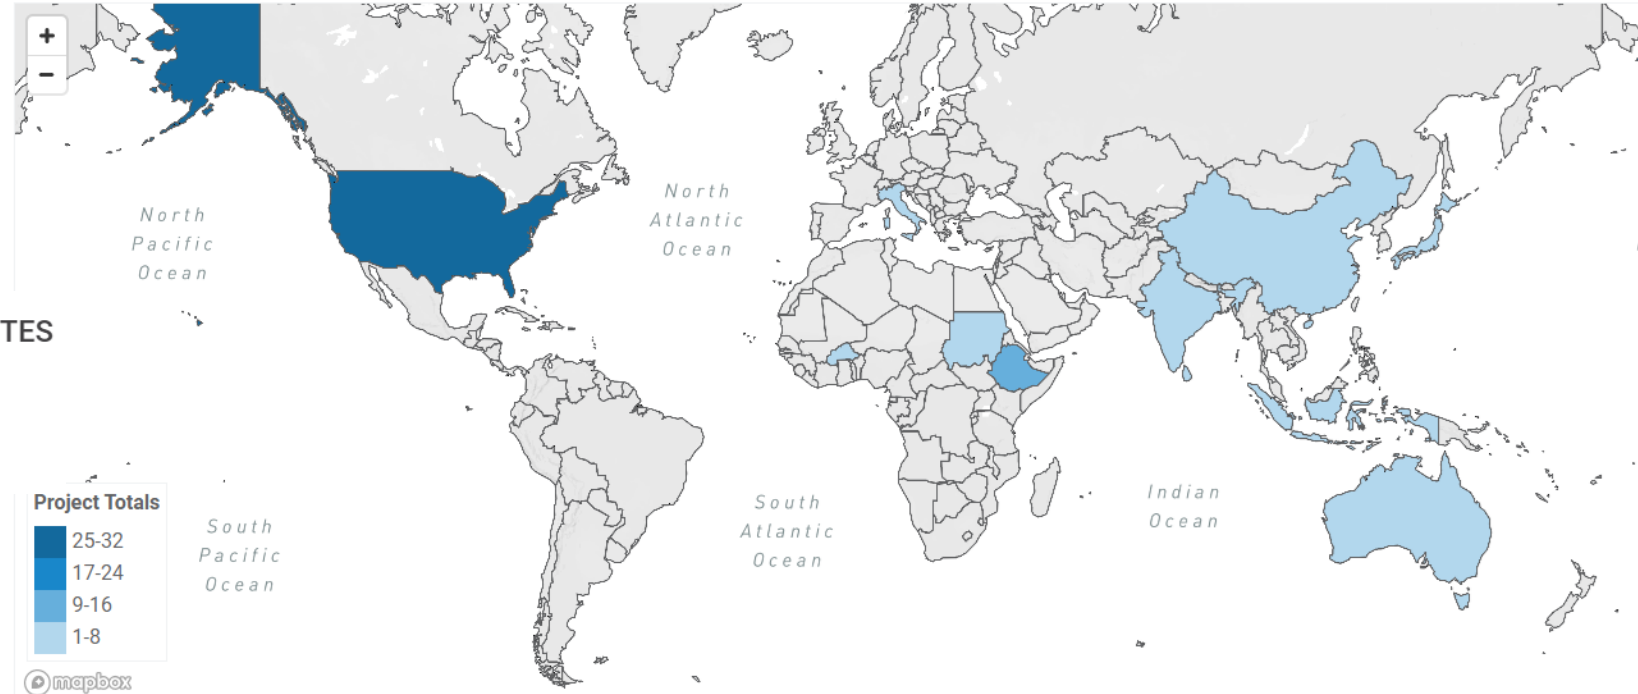 +
−
North
Pacific
Ocean
North
Atlantic
Ocean
TES
South
Pacific
Ocean
South
Atlantic
Ocean
Indian
Ocean
Project Totals
25-32
17-24
9-16
1-8
mapbox